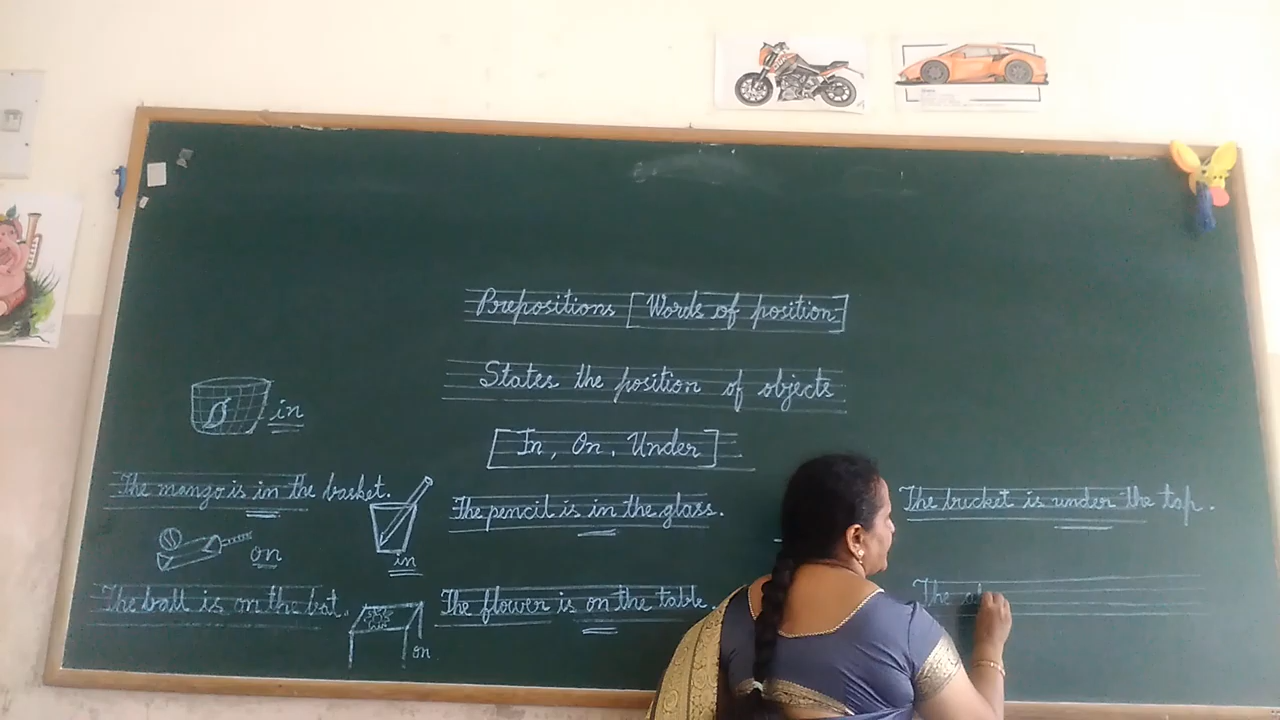 Prepositions [Words of position]
States the position of objects
[In, On, Under]
in
The mango is in the basket.
in
The pencil is in the glass.
The bucket is under the tap.
on
The ball is on the bat.
The flower is on the table.
on
The